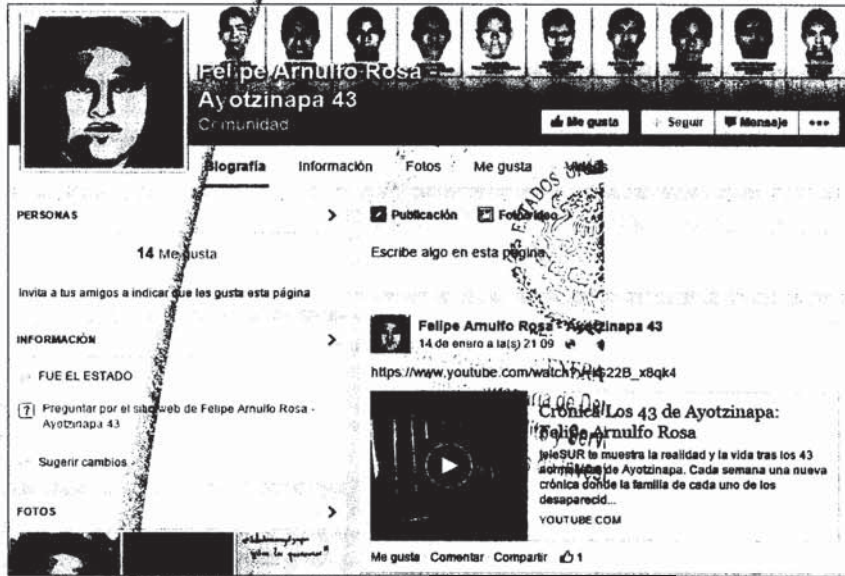 Felipe Arnulfo Rosa -
Ayotzinapa 43
Comunidad
Me gusta
Seguir
Mensaje
Biografía
Información
Fotos
Me gusta
Videos
PERSONAS
14 Me gusta
Invita a tus amigos a indicar que les gusta esta página
INFORMACIÓN
FUE EL ESTADO
? Preguntar por el sitio web de Felipe Arnulfo Rosa -
Ayotzinapa 43
Sugerir cambios
FOTOS
Publicación
Foto/video
Escribe algo en esta página
ESTADOS
Felipe Arnulfo Rosa - Ayotzinapa 43
14 de enero a la(s) 21:09
Crónica Los 43 de Ayotzinapa:
Felipe Arnulfo Rosa
teleSUR te muestra la realidad y la vida tras los 43
de Ayotzinapa. Cada semana una nueva
crónica donde la familia de cada uno de los
desaparecid...
YOUTUBE.COM
Me gusta · Comentar · Compartir 1